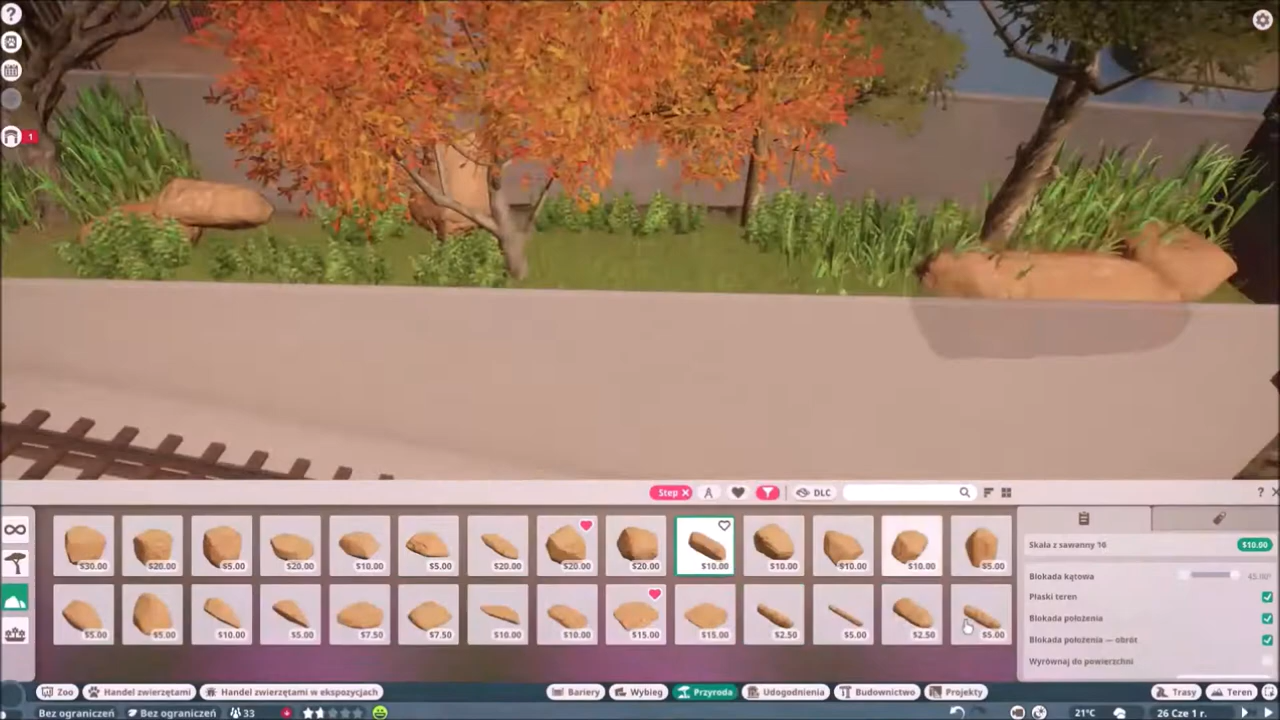 ?
1
Step ×
DLC
?
$30.00 $20.00 $5.00 $20.00 $10.00 $5.00 $20.00 $20.00 $20.00 $10.00 $10.00 $10.00 $10.00 $5.00
$5.00 $5.00 $10.00 $5.00 $7.50 $7.50 $10.00 $10.00 $15.00 $15.00 $2.50 $5.00 $2.50 $5.00
Skała z sawanny 16 $10.00
Blokada kątowa 45.00°
Płaski teren
Blokada położenia
Blokada położenia — obrót
Wyrównaj do powierzchni
Zoo Handel zwierzętami Handel zwierzętami w ekspozycjach Bariery Wybieg Przyroda Udogodnienia Budownictwo Projekty Trasy Teren
Bez ograniczeń Bez ograniczeń 33 21°C 26 Cze 1 r.